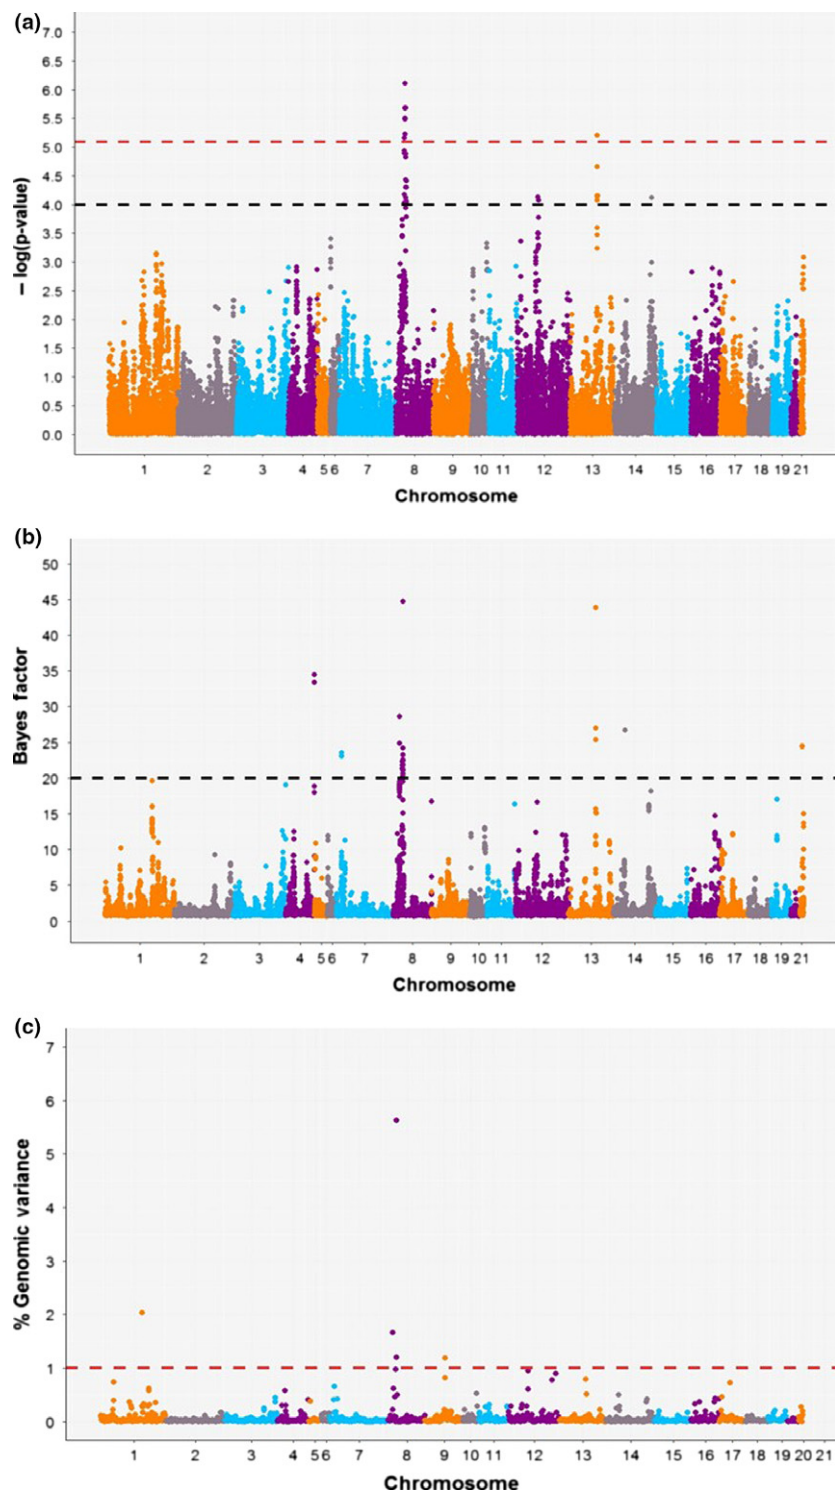 (a)
7.0
6.5
6.0
5.5
5.0
4.5
4.0
3.5
3.0
2.5
2.0
1.5
1.0
0.5
0.0
– log(p-value)
1 2 3 4 5 6 7 8 9 10 11 12 13 14 15 16 17 18 19 21
Chromosome
(b)
50
45
40
35
30
25
20
15
10
5
0
Bayes factor
1 2 3 4 5 6 7 8 9 10 11 12 13 14 15 16 17 18 19 21
Chromosome
(c)
7
6
5
4
3
2
1
0
% Genomic variance
1 2 3 4 5 6 7 8 9 10 11 12 13 14 15 16 17 18 19 20 21
Chromosome